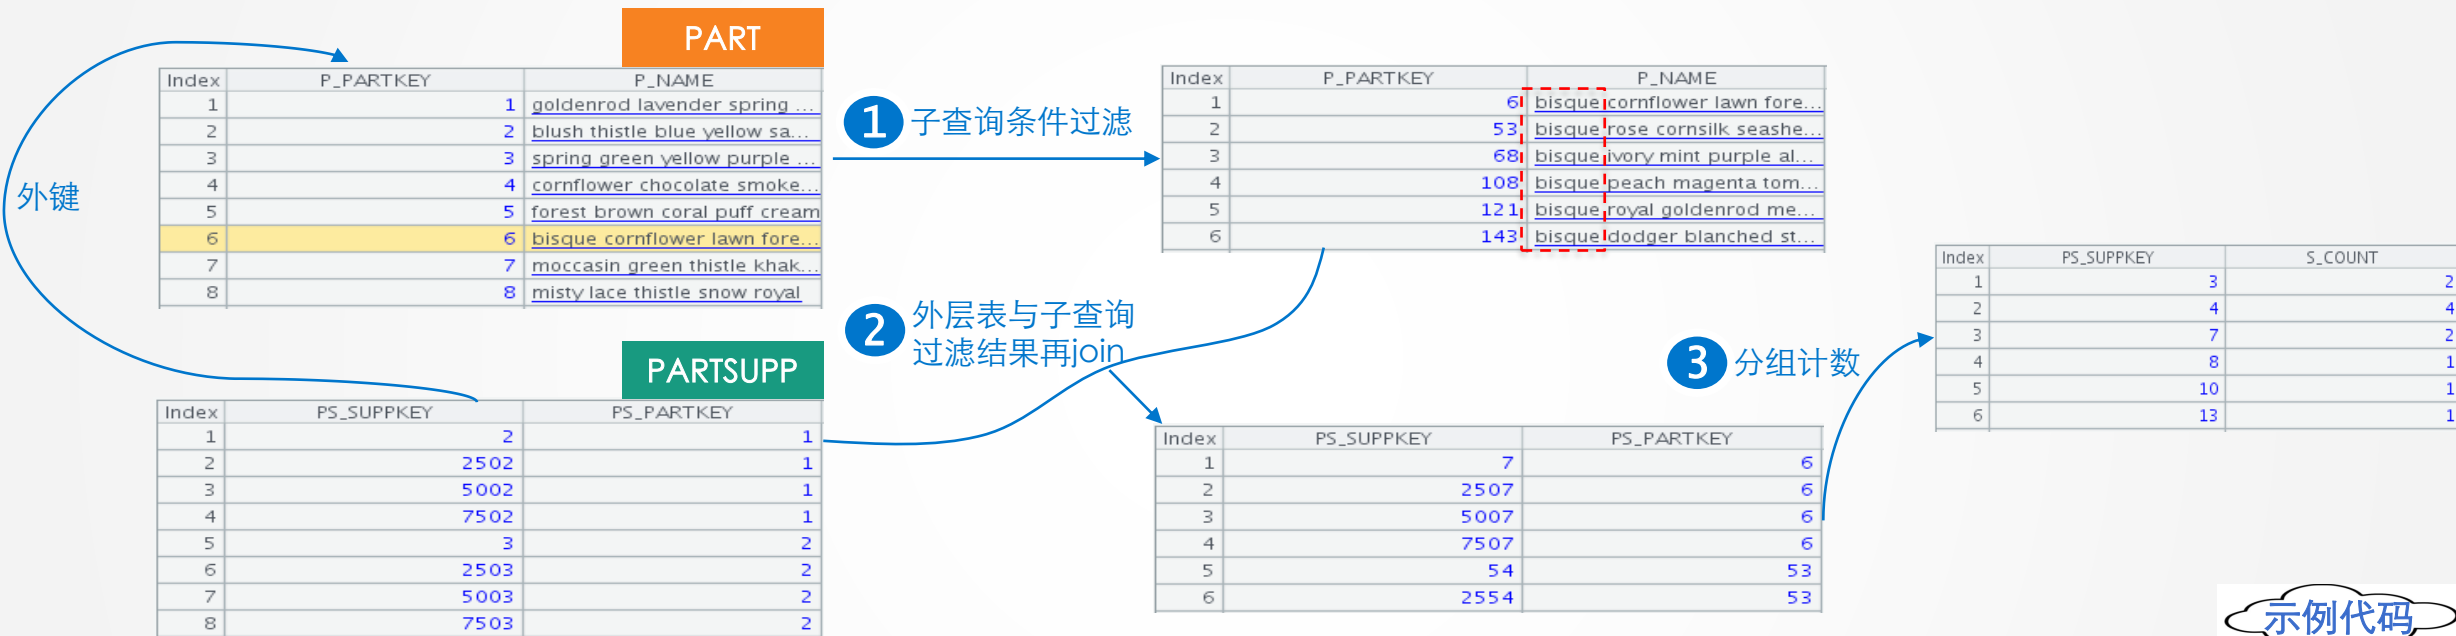 PART
Index P_PARTKEY P_NAME
1 1 goldenrod lavender spring ...
2 2 blush thistle blue yellow sa...
3 3 spring green yellow purple ...
4 4 cornflower chocolate smoke...
5 5 forest brown coral puff cream
6 6 bisque cornflower lawn fore...
7 7 moccasin green thistle khak...
8 8 misty lace thistle snow royal
外键
1 子查询条件过滤
Index P_PARTKEY P_NAME
1 6 bisque cornflower lawn fore...
2 53 bisque rose cornsilk seashe...
3 68 bisque ivory mint purple al...
4 108 bisque peach magenta tom...
5 121 bisque royal goldenrod me...
6 143 bisque dodger blanched st...
2 外层表与子查询
过滤结果再join
PARTSUPP
Index PS_SUPPKEY PS_PARTKEY
1 2 1
2 2502 1
3 5002 1
4 7502 1
5 3 2
6 2503 2
7 5003 2
8 7503 2
Index PS_SUPPKEY PS_PARTKEY
1 7 6
2 2507 6
3 5007 6
4 7507 6
5 54 53
6 2554 53
3 分组计数
Index PS_SUPPKEY S_COUNT
1 3 2
2 4 4
3 7 2
4 8 1
5 10 1
6 13 1
示例代码